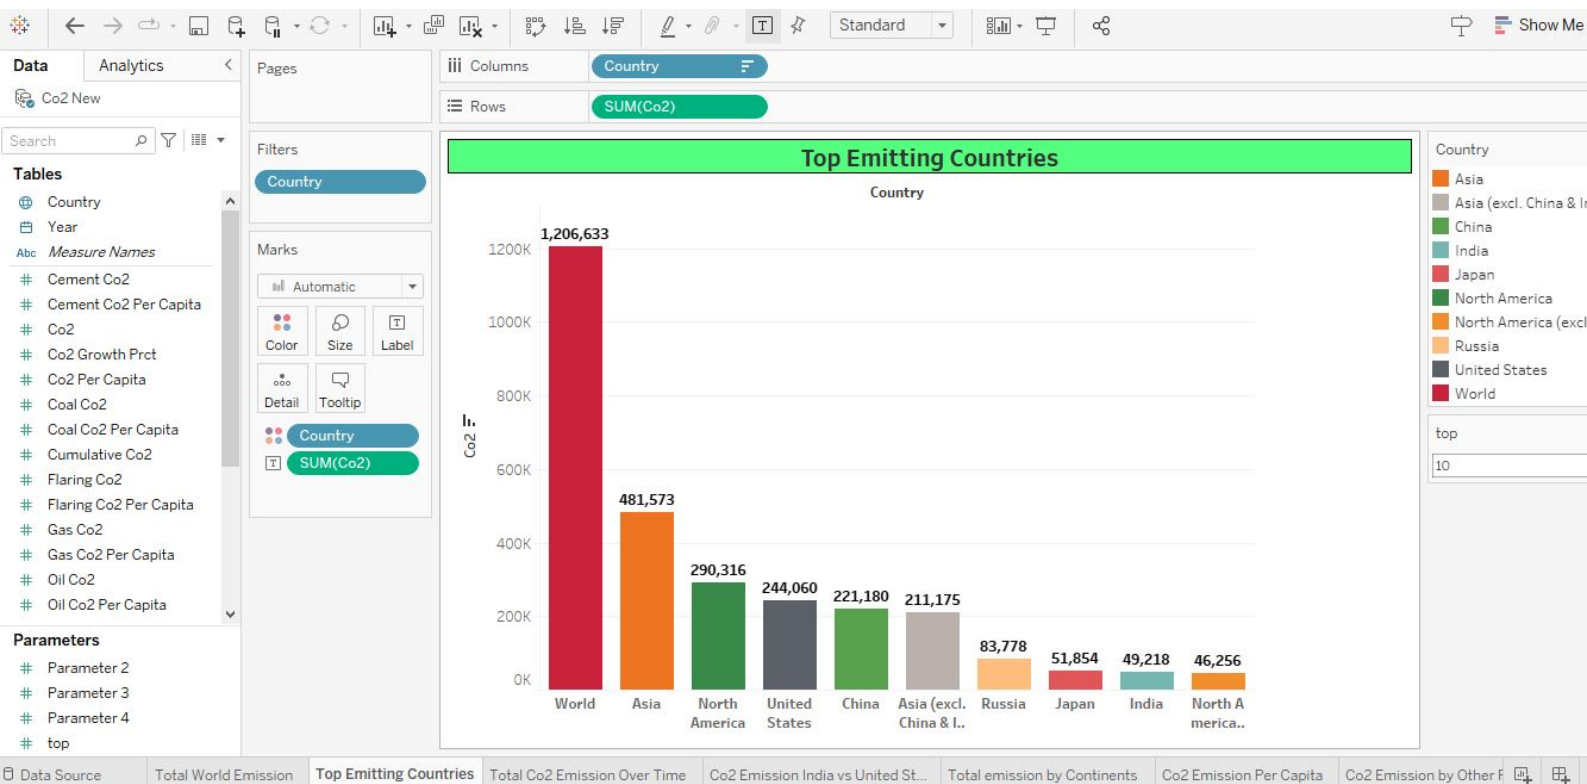 Standard
Show Me
Data
Analytics
Pages
Columns
Country
Co2 New
Rows
SUM(Co2)
Search
Filters
Country
Tables
Country
Year
Abc Measure Names
Cement Co2
Cement Co2 Per Capita
Co2
Co2 Growth Prct
Co2 Per Capita
Coal Co2
Coal Co2 Per Capita
Cumulative Co2
Flaring Co2
Flaring Co2 Per Capita
Gas Co2
Gas Co2 Per Capita
Oil Co2
Oil Co2 Per Capita
Parameters
Parameter 2
Parameter 3
Parameter 4
top
Marks
Automatic
Color
Size
Label
Detail
Tooltip
Country
SUM(Co2)
Top Emitting Countries
Country
Co2
1200K
1000K
800K
600K
400K
200K
0K
1,206,633
481,573
290,316
244,060
221,180
211,175
83,778
51,854
49,218
46,256
World
Asia
North
America
United
States
China
Asia (excl.
China & I..
Russia
Japan
India
North A
merica..
Country
Asia
Asia (excl. China & I
China
India
Japan
North America
North America (excl
Russia
United States
World
top
10
Data Source
Total World Emission
Top Emitting Countries
Total Co2 Emission Over Time
Co2 Emission India vs United St...
Total emission by Continents
Co2 Emission Per Capita
Co2 Emission by Other